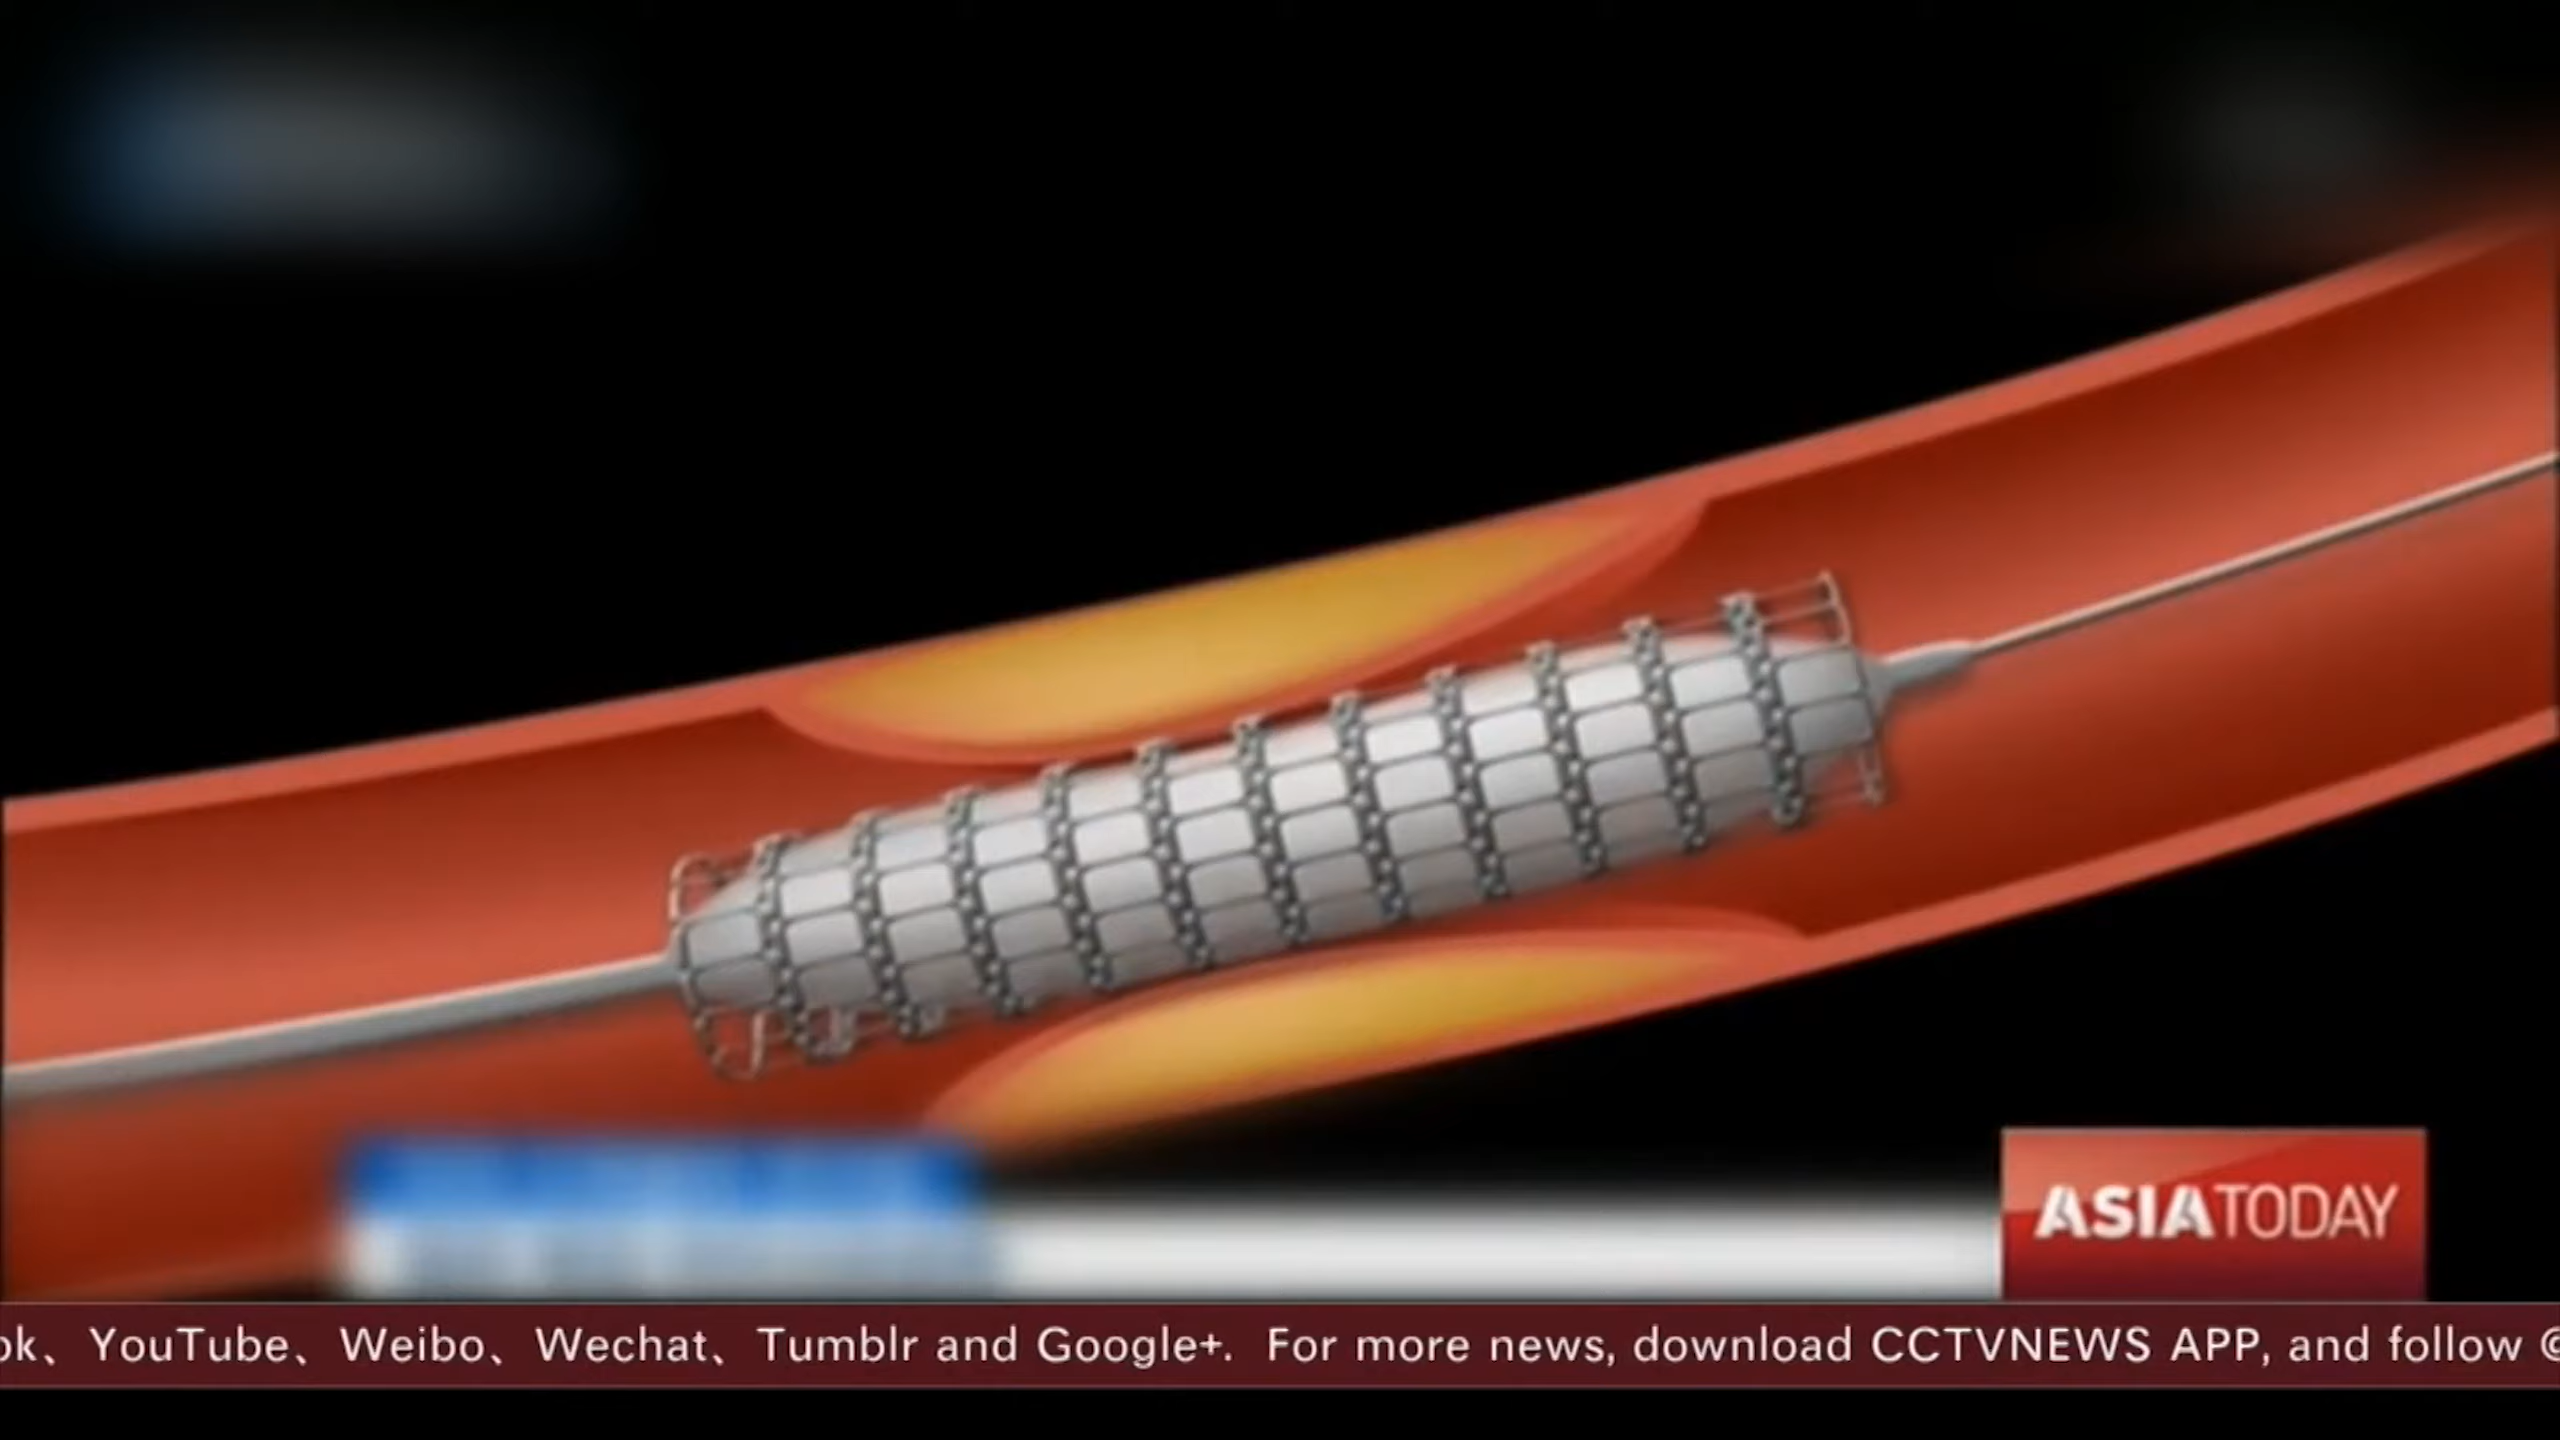 ASIATODAY
ok、YouTube、Weibo、Wechat、Tumblr and Google+. For more news, download CCTVNEWS APP, and follow